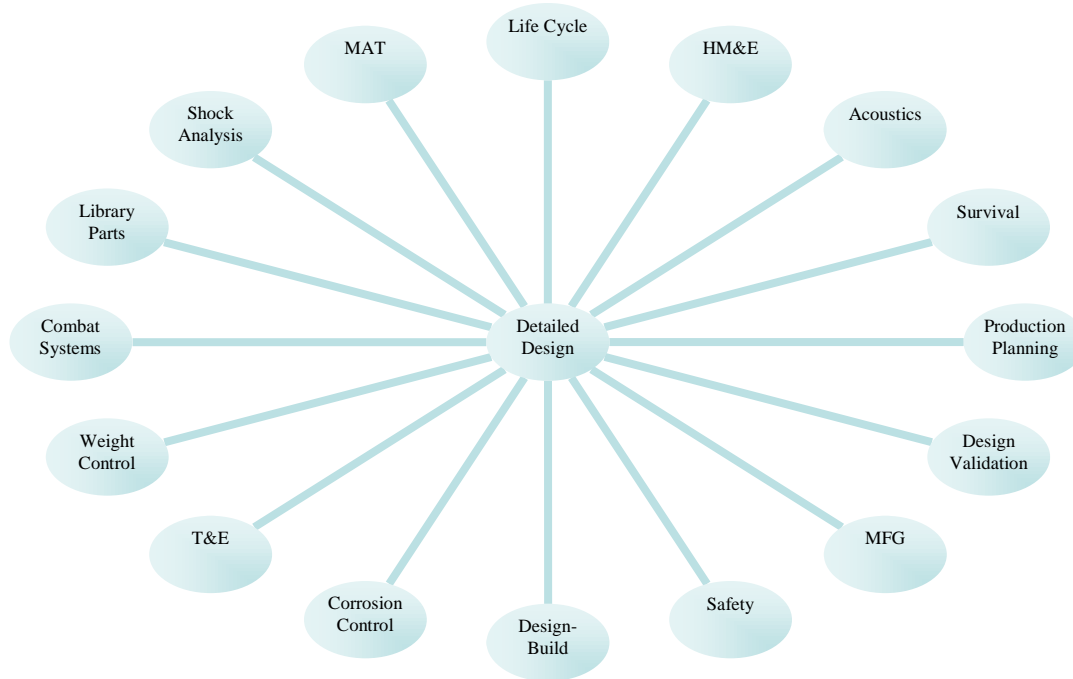 Life Cycle
MAT
HM&E
Shock
Analysis
Acoustics
Library
Parts
Survival
Combat
Systems
Detailed
Design
Production
Planning
Weight
Control
Design
Validation
T&E
MFG
Corrosion
Control
Safety
Design-
Build